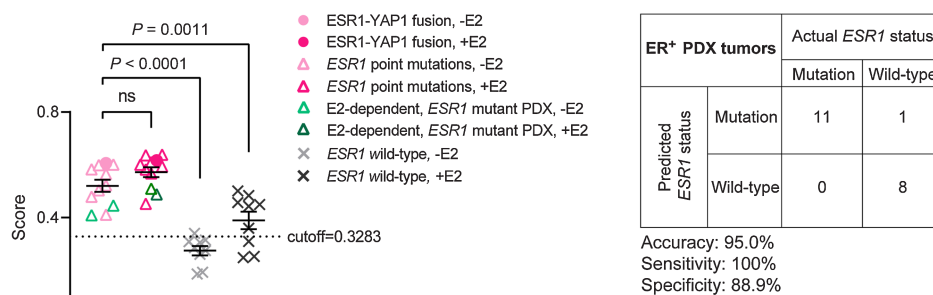 P = 0.0011
P < 0.0001
ns
0.8
0.4
Score
cutoff=0.3283
ESR1-YAP1 fusion, -E2
ESR1-YAP1 fusion, +E2
ESR1 point mutations, -E2
ESR1 point mutations, +E2
E2-dependent, ESR1 mutant PDX, -E2
E2-dependent, ESR1 mutant PDX, +E2
ESR1 wild-type, -E2
ESR1 wild-type, +E2
ER⁺ PDX tumors
Actual ESR1 status
Mutation
Wild-type
Predicted
ESR1 status
Mutation
11
1
Wild-type
0
8
Accuracy: 95.0%
Sensitivity: 100%
Specificity: 88.9%